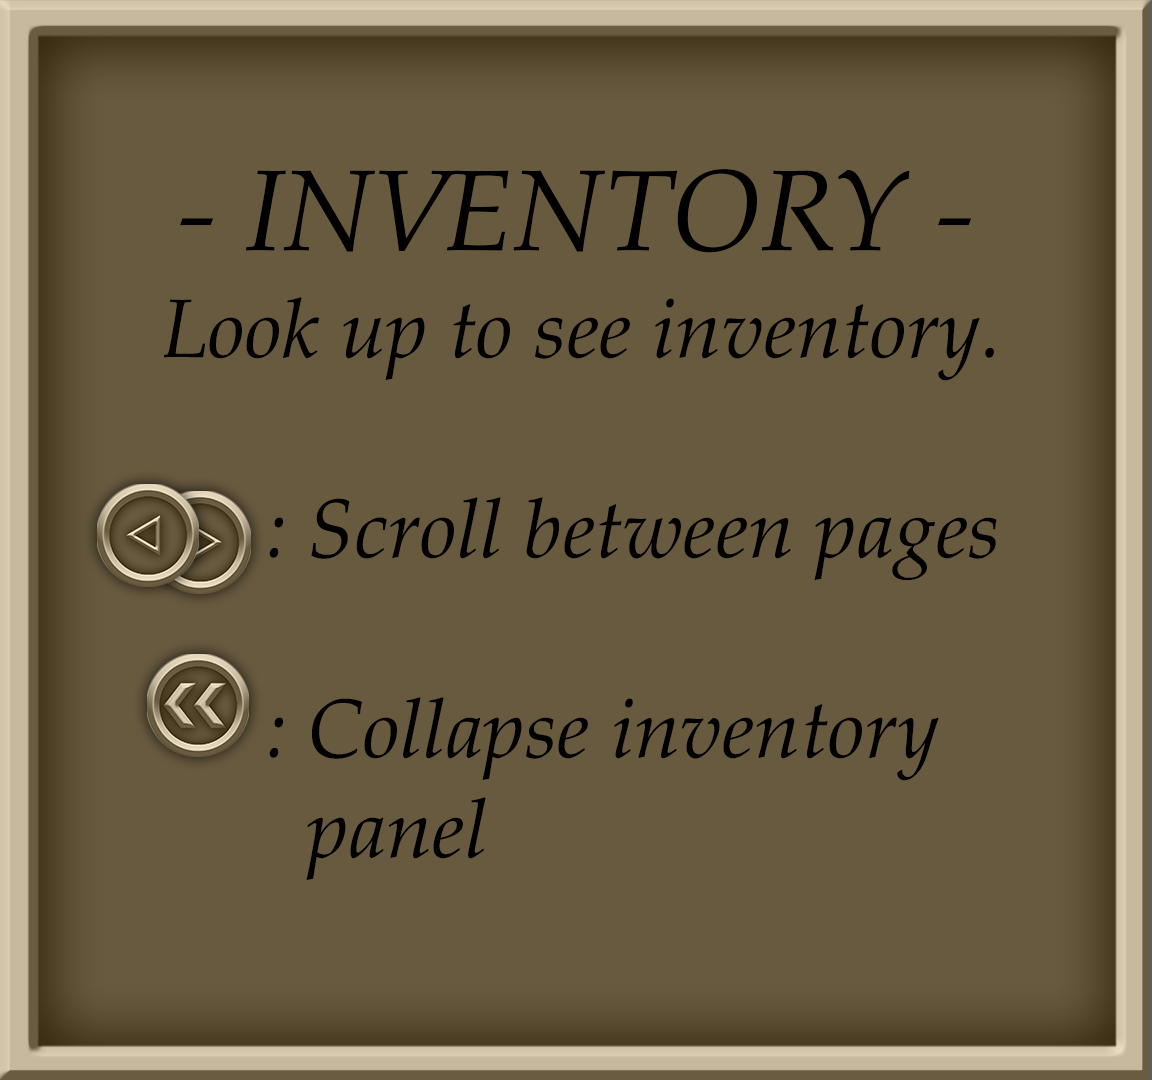 - INVENTORY -
Look up to see inventory.
: Scroll between pages
: Collapse inventory
panel